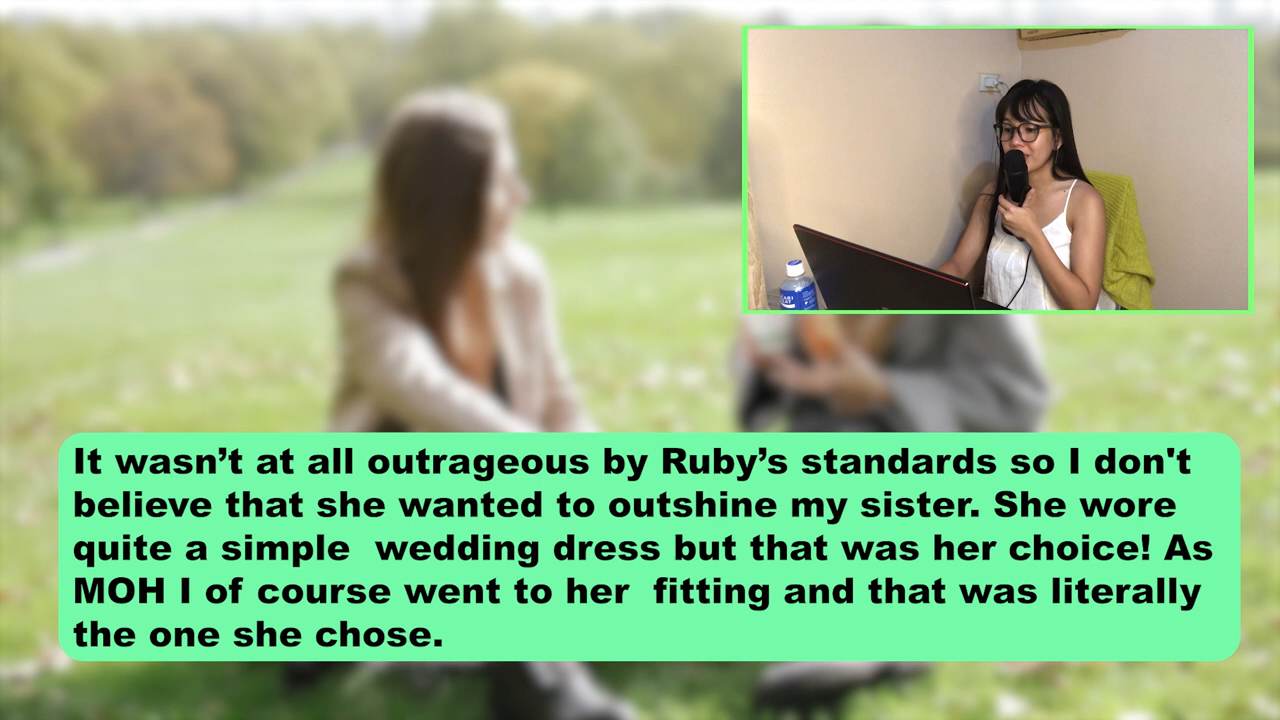 It wasn’t at all outrageous by Ruby’s standards so I don't
believe that she wanted to outshine my sister. She wore
quite a simple  wedding dress but that was her choice! As
MOH I of course went to her  fitting and that was literally
the one she chose.